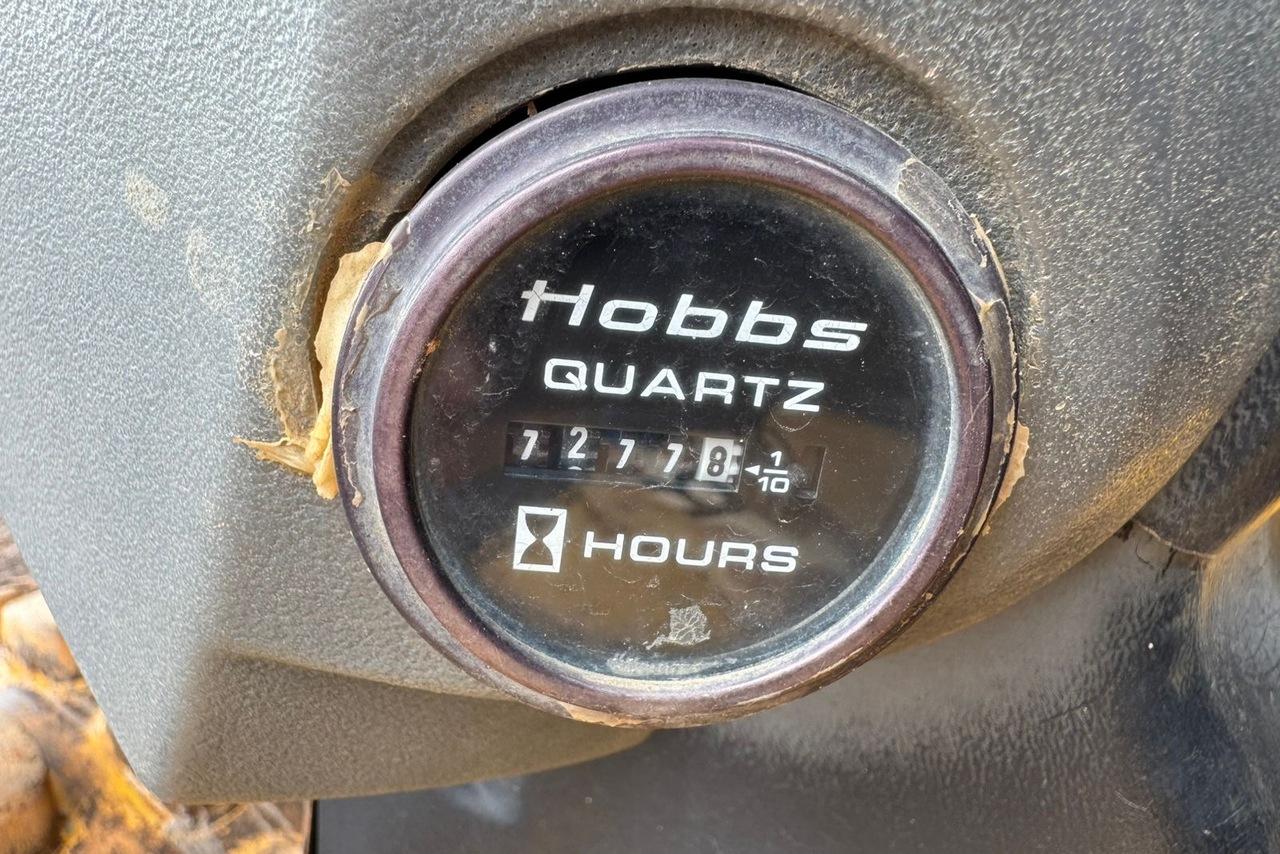 Hobbs
QUARTZ
72778 ◄ 1/10
HOURS